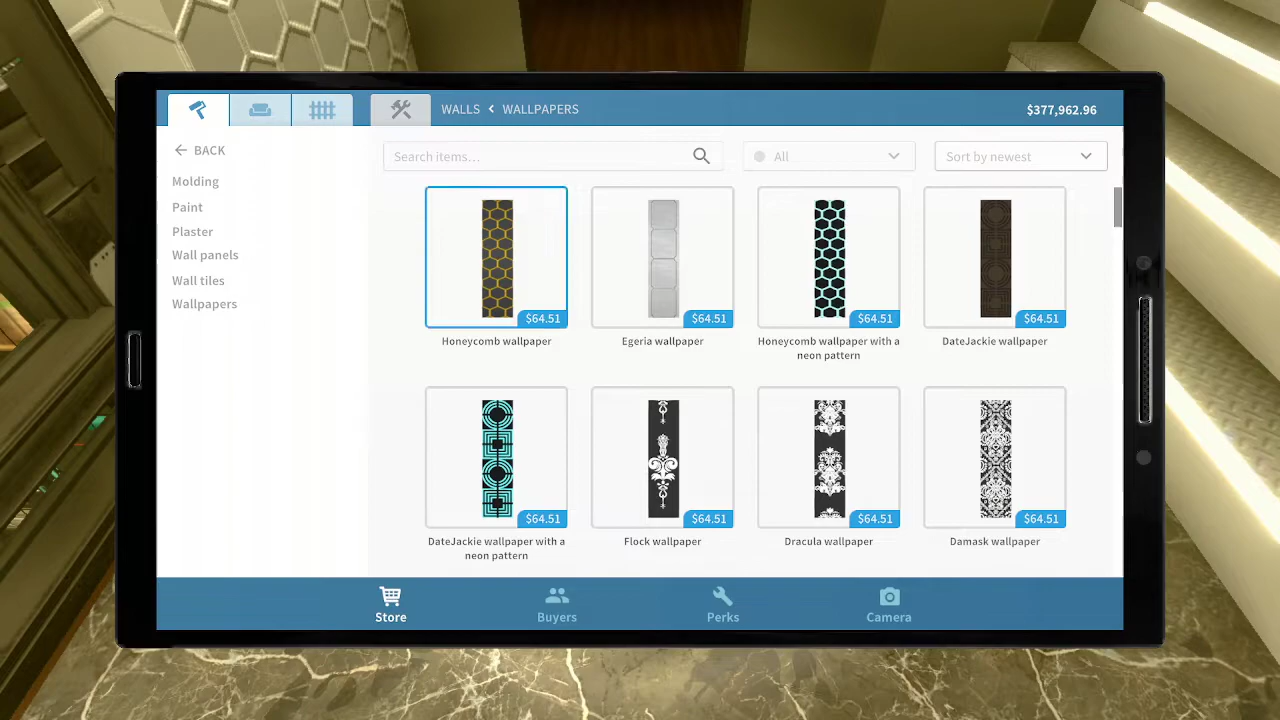 WALLS < WALLPAPERS
$377,962.96
BACK
Search items...
All
Sort by newest
Molding
Paint
Plaster
Wall panels
Wall tiles
Wallpapers
$64.51
$64.51
$64.51
$64.51
Honeycomb wallpaper
Egeria wallpaper
Honeycomb wallpaper with a
neon pattern
DateJackie wallpaper
$64.51
$64.51
$64.51
$64.51
DateJackie wallpaper with a
neon pattern
Flock wallpaper
Dracula wallpaper
Damask wallpaper
Store
Buyers
Perks
Camera